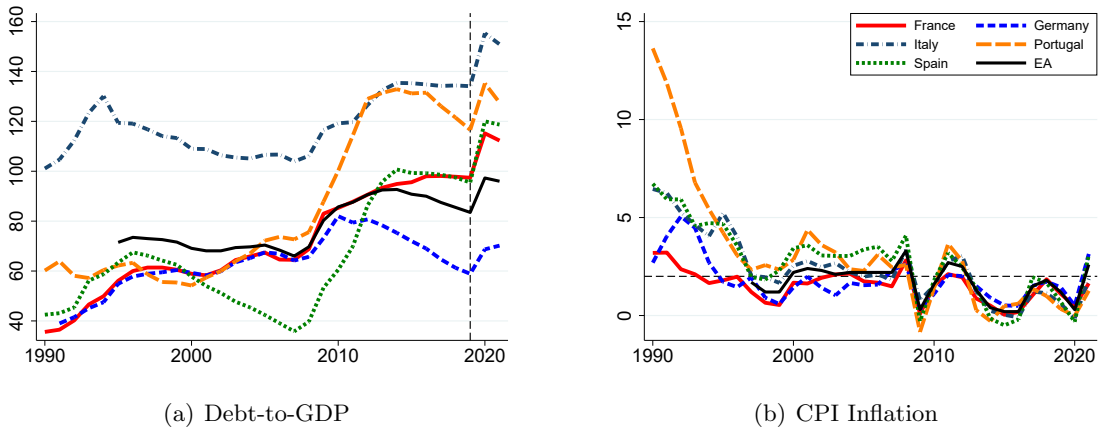 160
140
120
100
80
60
40
1990
2000
2010
2020
(a) Debt-to-GDP
15
10
5
0
1990
2000
2010
2020
France
Germany
Italy
Portugal
Spain
EA
(b) CPI Inflation